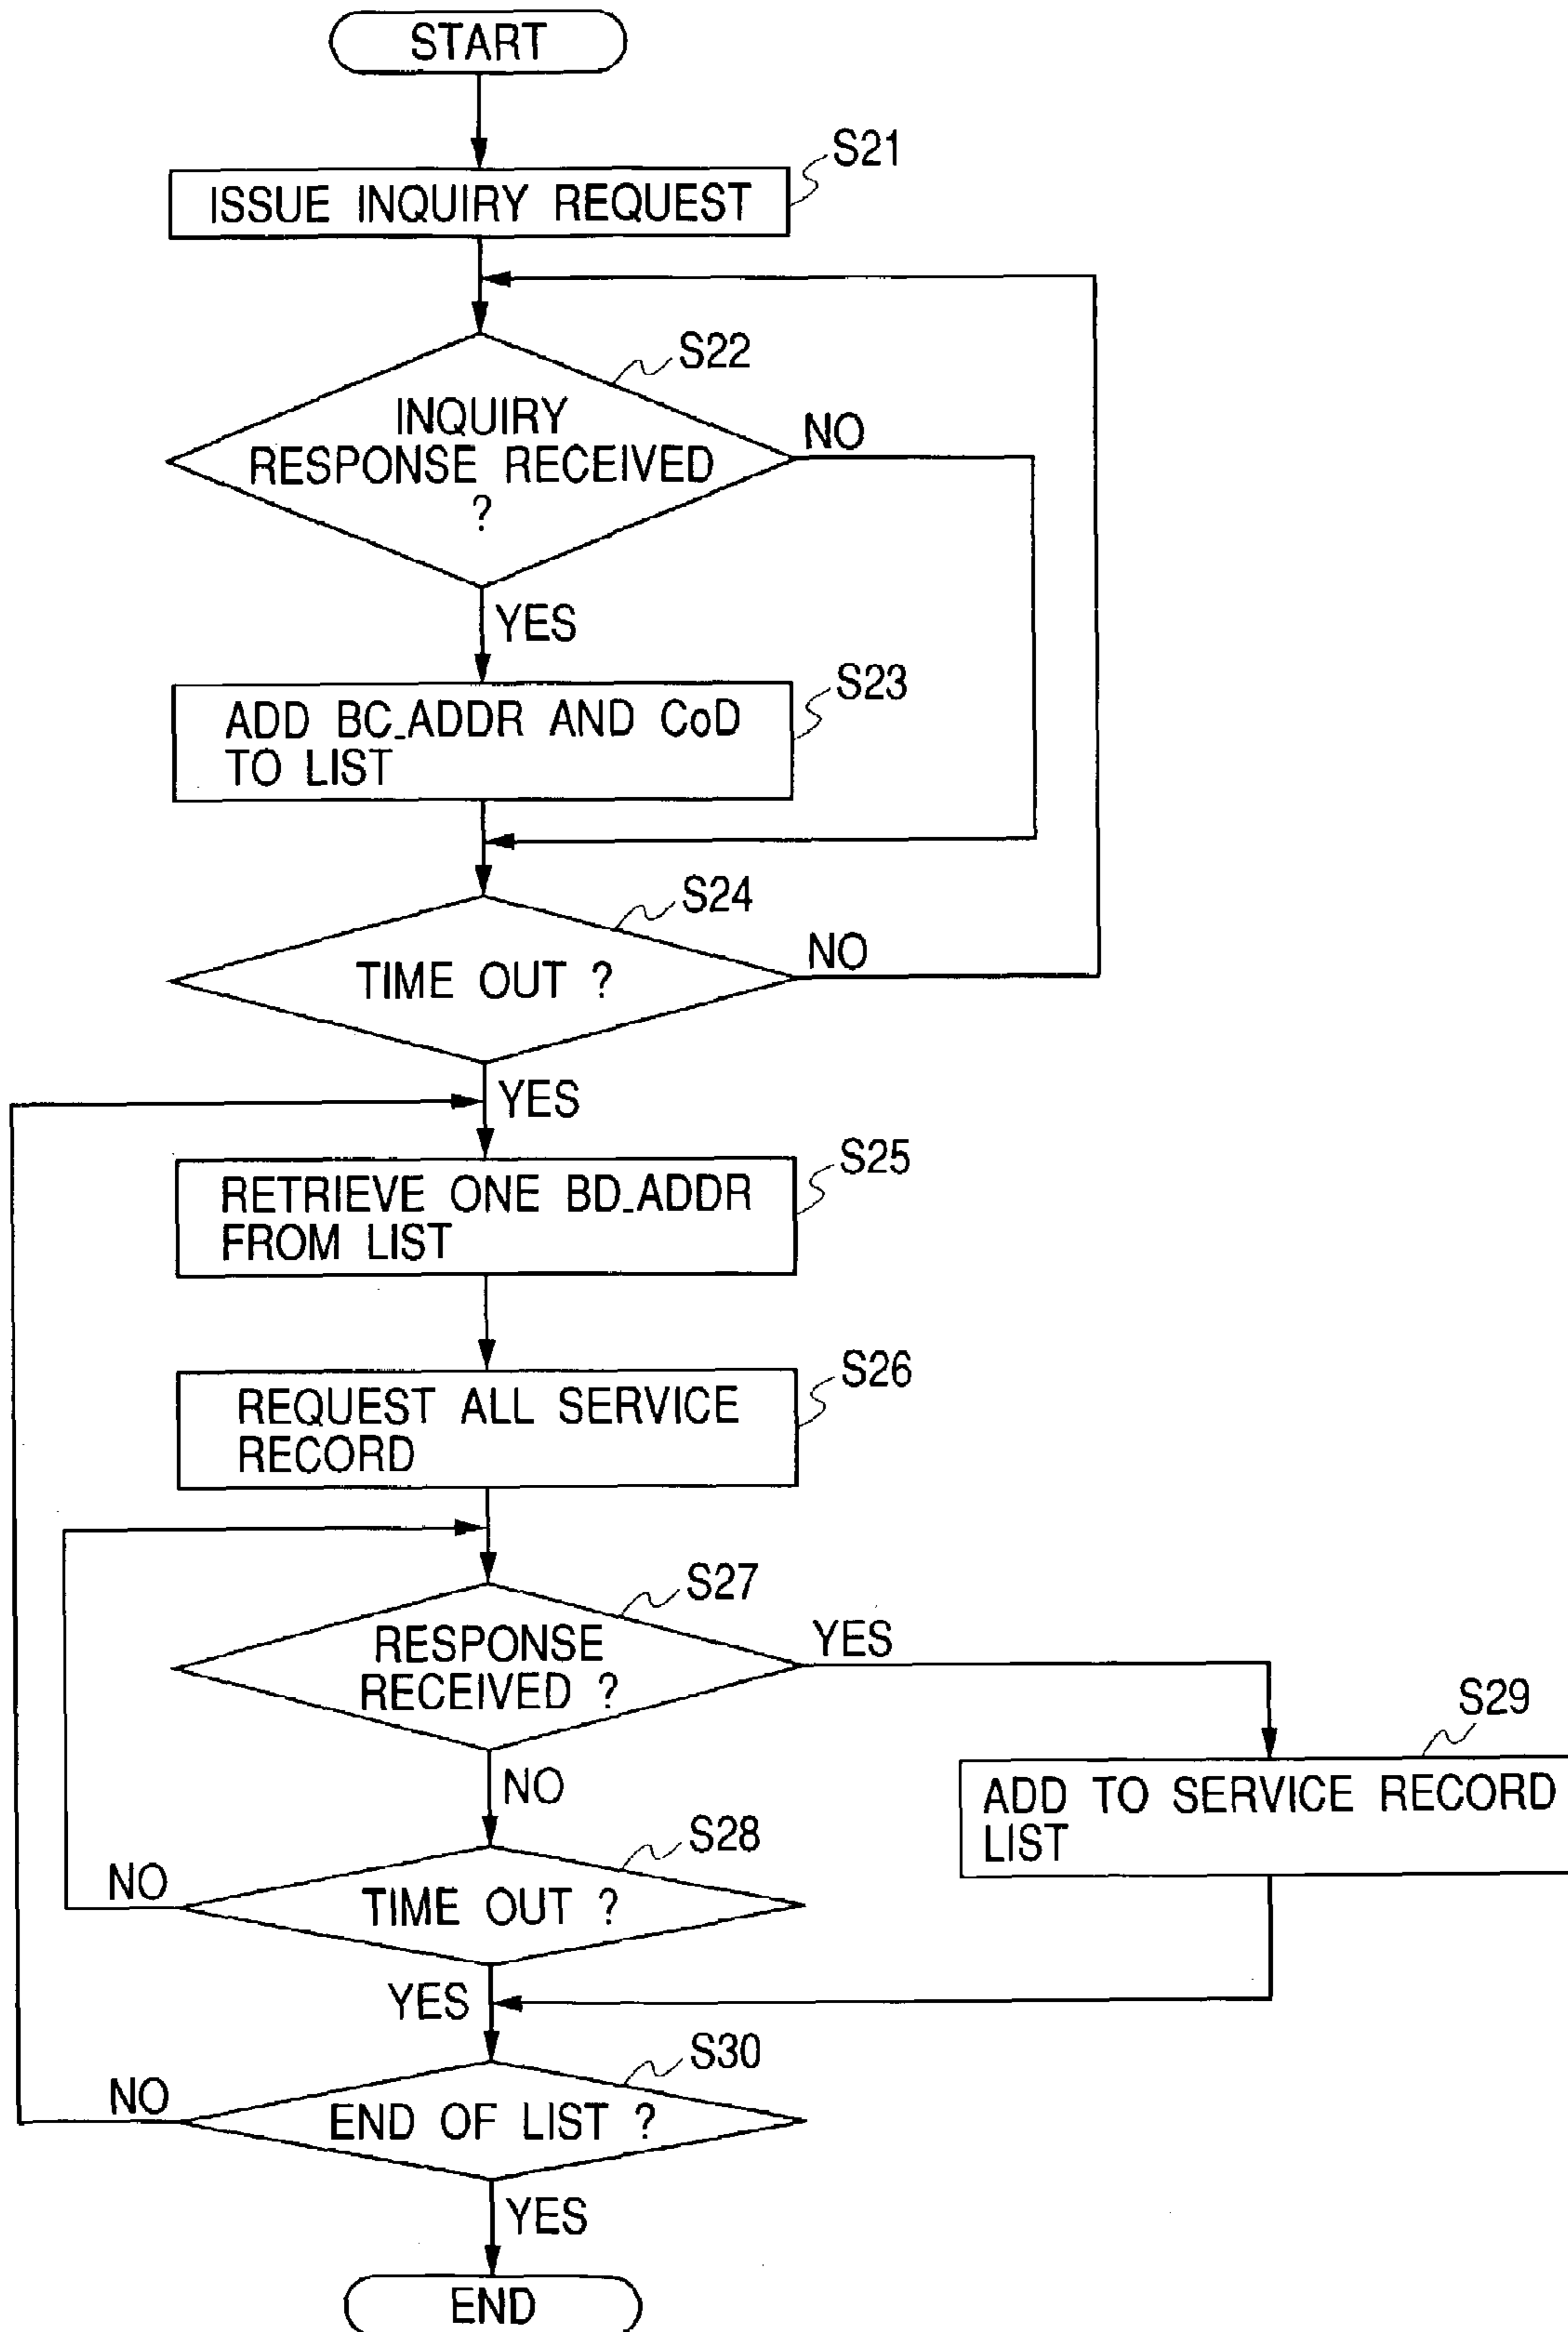 START
S21
ISSUE INQUIRY REQUEST
S22
INQUIRY
RESPONSE RECEIVED
?
NO
YES
S23
ADD BC_ADDR AND CoD
TO LIST
S24
TIME OUT ?
NO
YES
S25
RETRIEVE ONE BD_ADDR
FROM LIST
S26
REQUEST ALL SERVICE
RECORD
S27
RESPONSE
RECEIVED ?
YES
NO
S29
ADD TO SERVICE RECORD
LIST
S28
TIME OUT ?
NO
YES
S30
END OF LIST ?
NO
YES
END